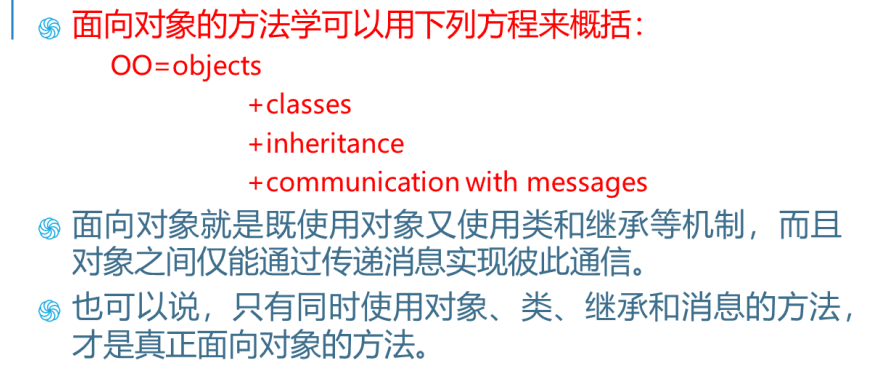 面向对象的方法学可以用下列方程来概括：
OO=objects
+classes
+inheritance
+communication with messages
面向对象就是既使用对象又使用类和继承等机制，而且
对象之间仅能通过传递消息实现彼此通信。
也可以说，只有同时使用对象、类、继承和消息的方法，
才是真正面向对象的方法。